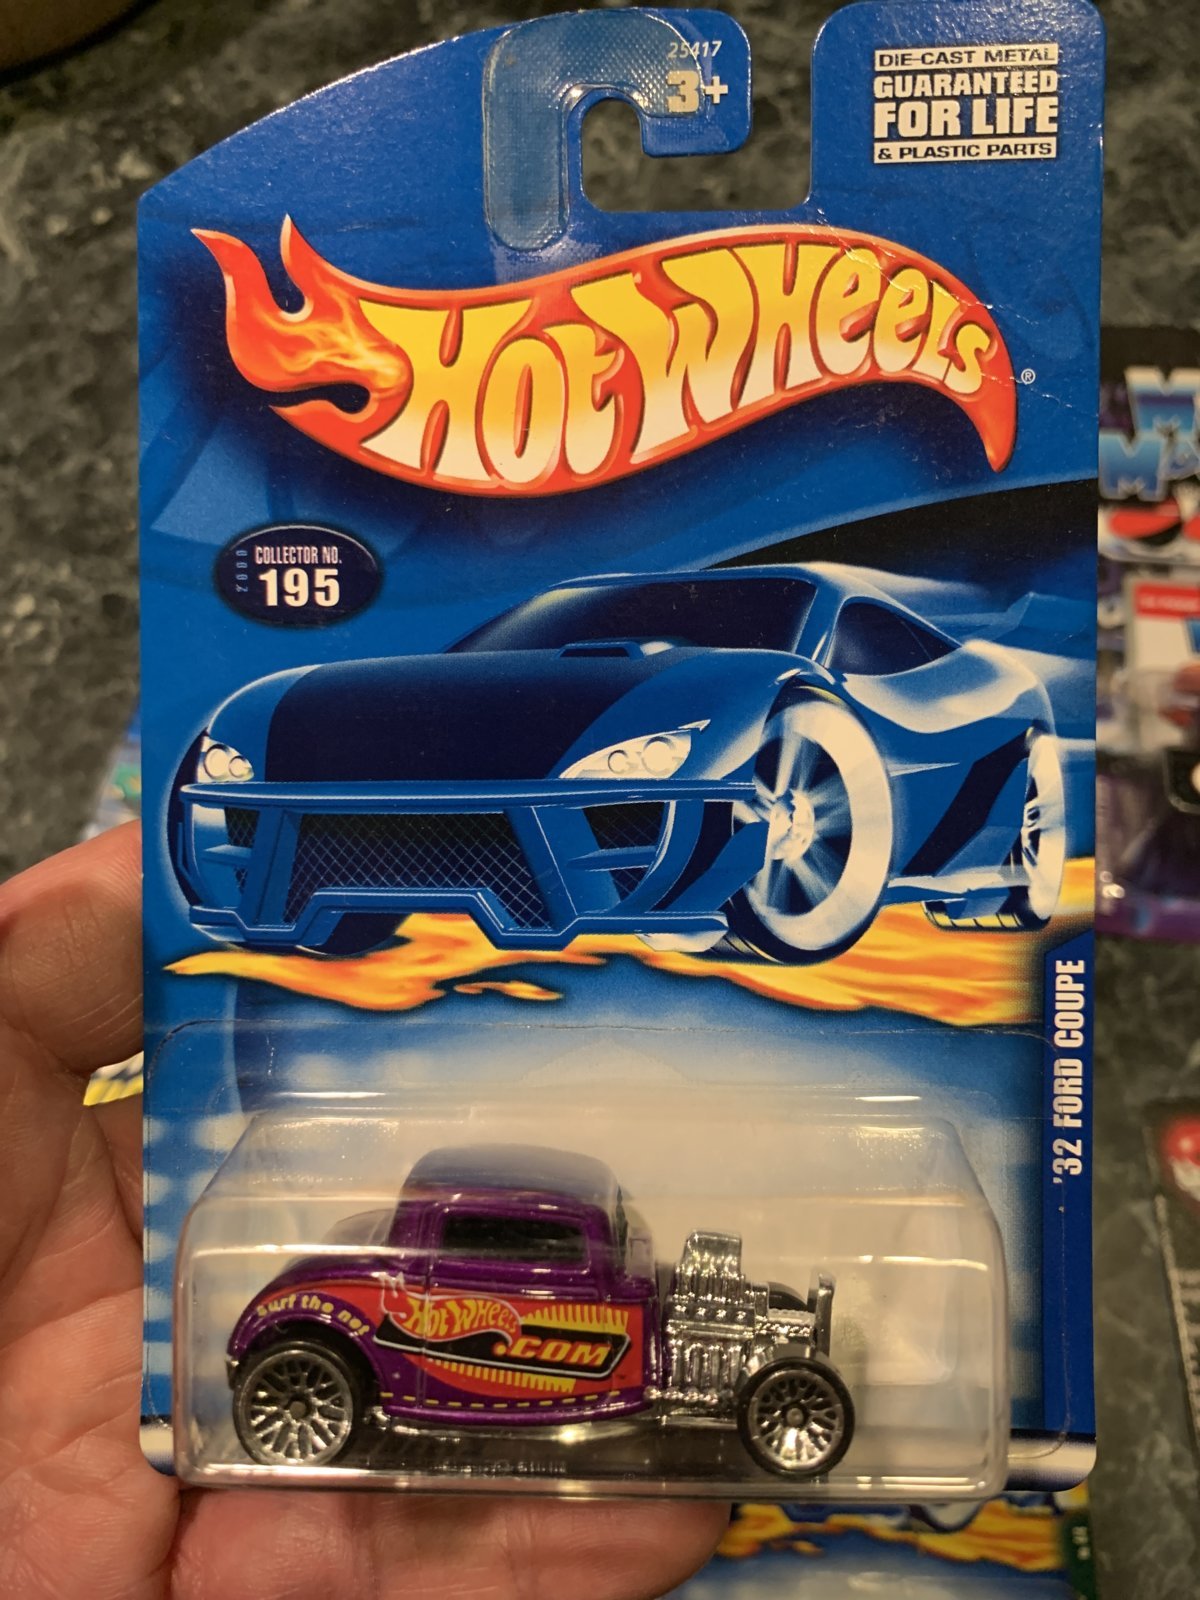 25417
3+
DIE-CAST METAL
GUARANTEED
FOR LIFE
& PLASTIC PARTS
HOT WHEELS®
2000
COLLECTOR NO.
195
'32 FORD COUPE
surf the net
HOT WHEELS
.COM